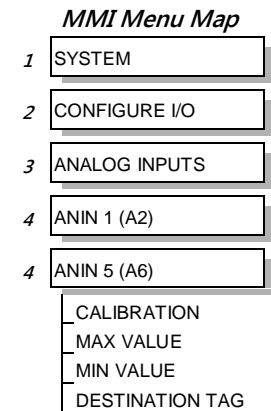 MMI Menu Map
1 SYSTEM
2 CONFIGURE I/O
3 ANALOG INPUTS
4 ANIN 1 (A2)
4 ANIN 5 (A6)
CALIBRATION
MAX VALUE
MIN VALUE
DESTINATION TAG